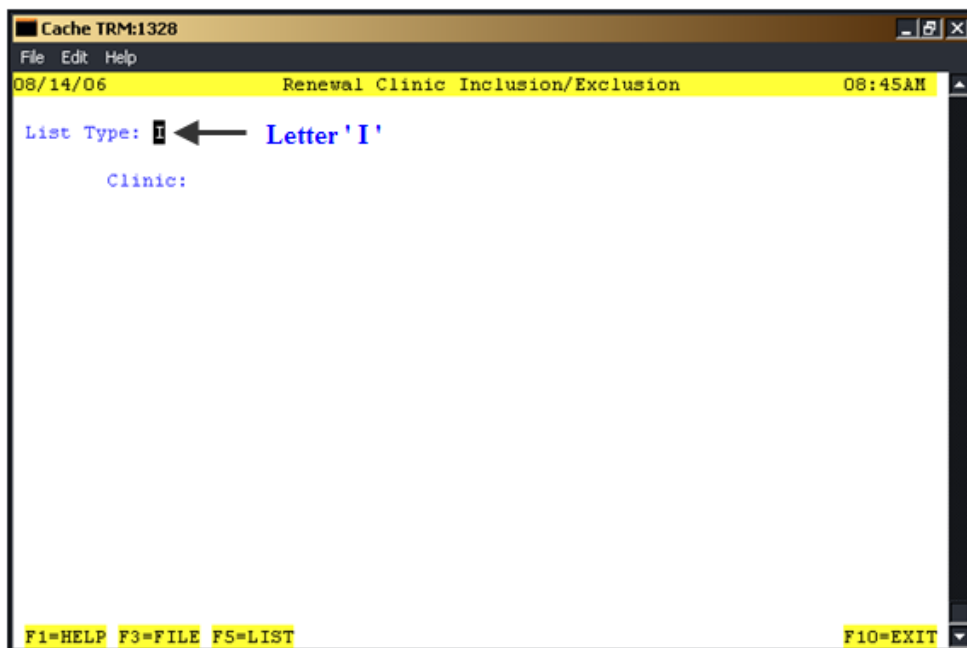 Cache TRM:1328
File Edit Help
08/14/06 Renewal Clinic Inclusion/Exclusion 08:45AM
List Type: I Letter ' I '
Clinic:
F1=HELP F3=FILE F5=LIST F10=EXIT